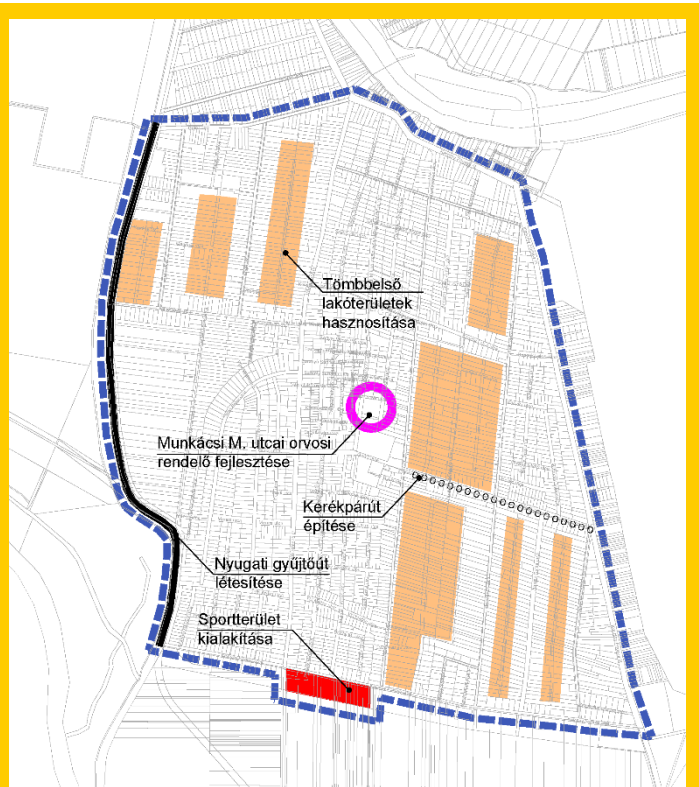 Tömbbelső
lakóterületek
hasznosítása
Munkácsi M. utcai orvosi
rendelő fejlesztése
Kerékpárút
építése
Nyugati gyűjtőút
létesítése
Sportterület
kialakítása